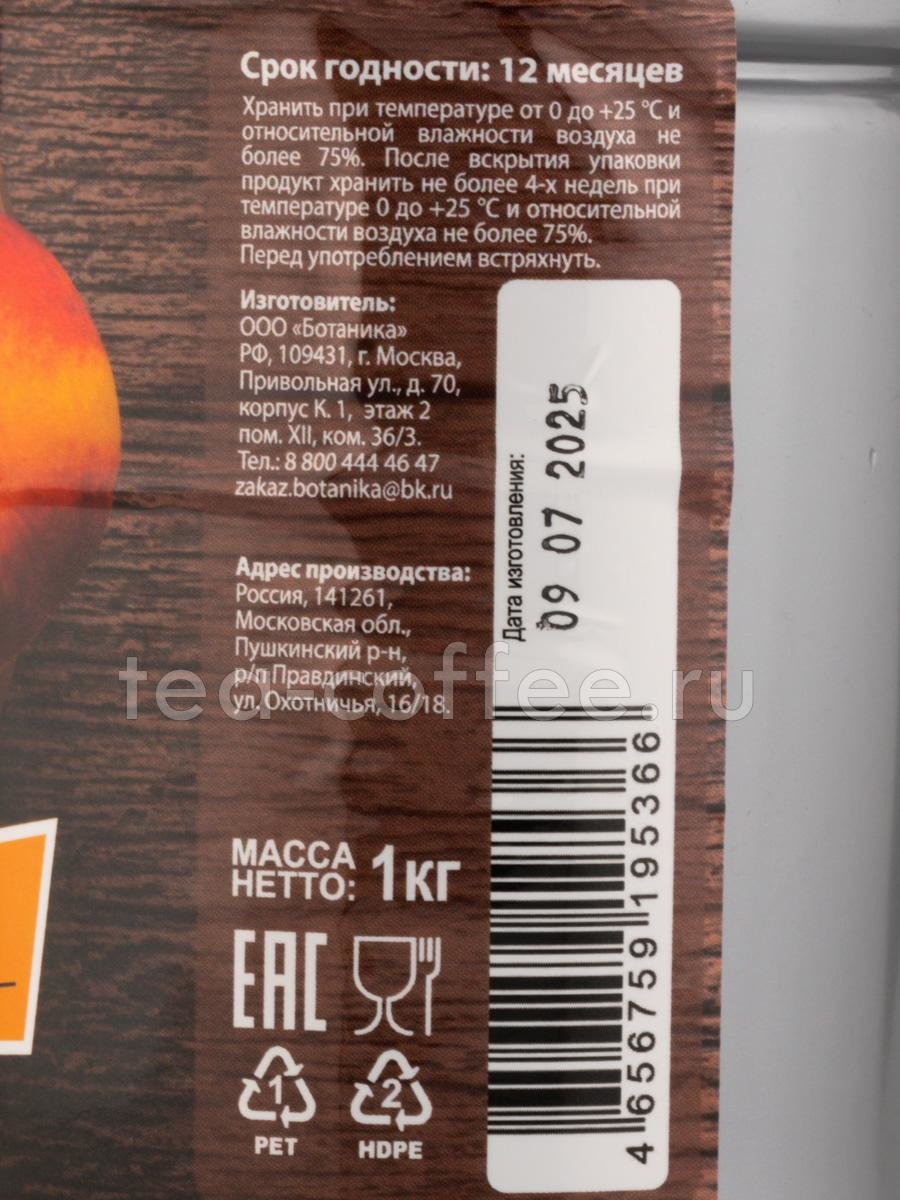 Срок годности: 12 месяцев
Хранить при температуре от 0 до +25 °С и
относительной влажности воздуха не
более 75%. После вскрытия упаковки
продукт хранить не более 4-х недель при
температуре 0 до +25 °С и относительной
влажности воздуха не более 75%.
Перед употреблением встряхнуть.
Изготовитель:
ООО «Ботаника»
РФ, 109431, г. Москва,
Привольная ул., д. 70,
корпус К. 1, этаж 2
пом. XII, ком. 36/3.
Тел.: 8 800 444 46 47
zakaz.botanika@bk.ru
Дата изготовления:
09 07 2025
Адрес производства:
Россия, 141261,
Московская обл.,
Пушкинский р-н,
р/п Правдинский,
ул. Охотничья, 16/18.
tea-coffee.ru
МАССА
НЕТТО: 1кг
EAC
1
PET
2
HDPE
4 656759 195366